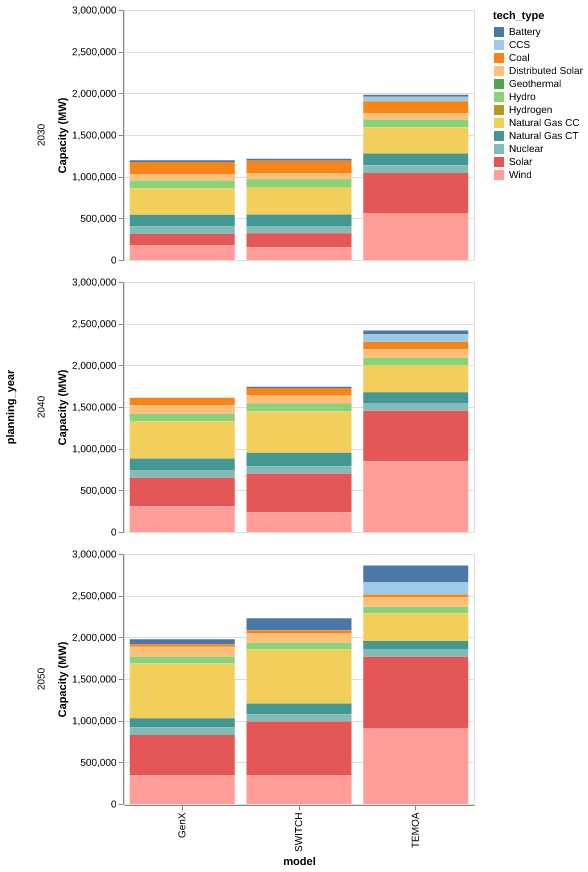 tech_type
Battery
CCS
Coal
Distributed Solar
Geothermal
Hydro
Hydrogen
Natural Gas CC
Natural Gas CT
Nuclear
Solar
Wind
planning_year
2030
Capacity (MW)
3,000,000
2,500,000
2,000,000
1,500,000
1,000,000
500,000
0
2040
Capacity (MW)
3,000,000
2,500,000
2,000,000
1,500,000
1,000,000
500,000
0
2050
Capacity (MW)
3,000,000
2,500,000
2,000,000
1,500,000
1,000,000
500,000
0
GenX
SWITCH
TEMOA
model